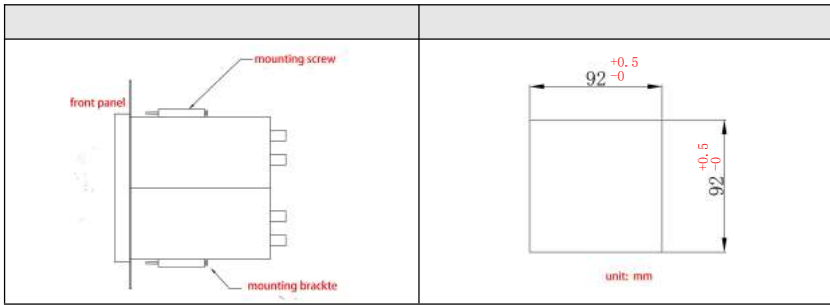 mounting screw
front panel
mounting brackte
92 +0.5 -0
92 +0.5 -0
unit: mm